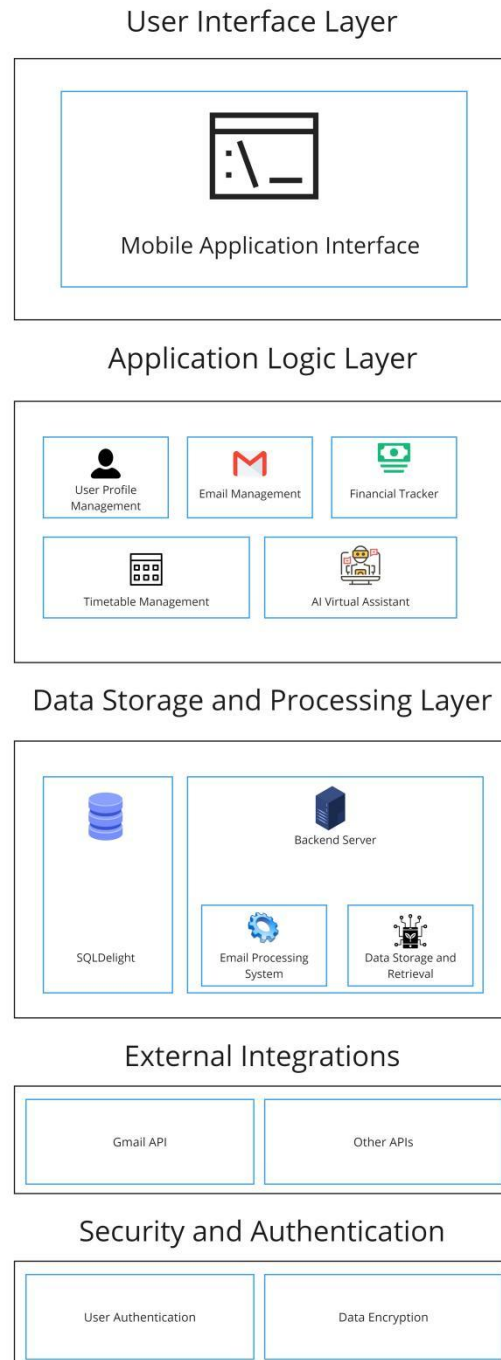 User Interface Layer
:\_
Mobile Application Interface
Application Logic Layer
User Profile
Management
Email Management
Financial Tracker
Timetable Management
AI Virtual Assistant
Data Storage and Processing Layer
SQLDelight
Backend Server
Email Processing
System
Data Storage and
Retrieval
External Integrations
Gmail API
Other APIs
Security and Authentication
User Authentication
Data Encryption